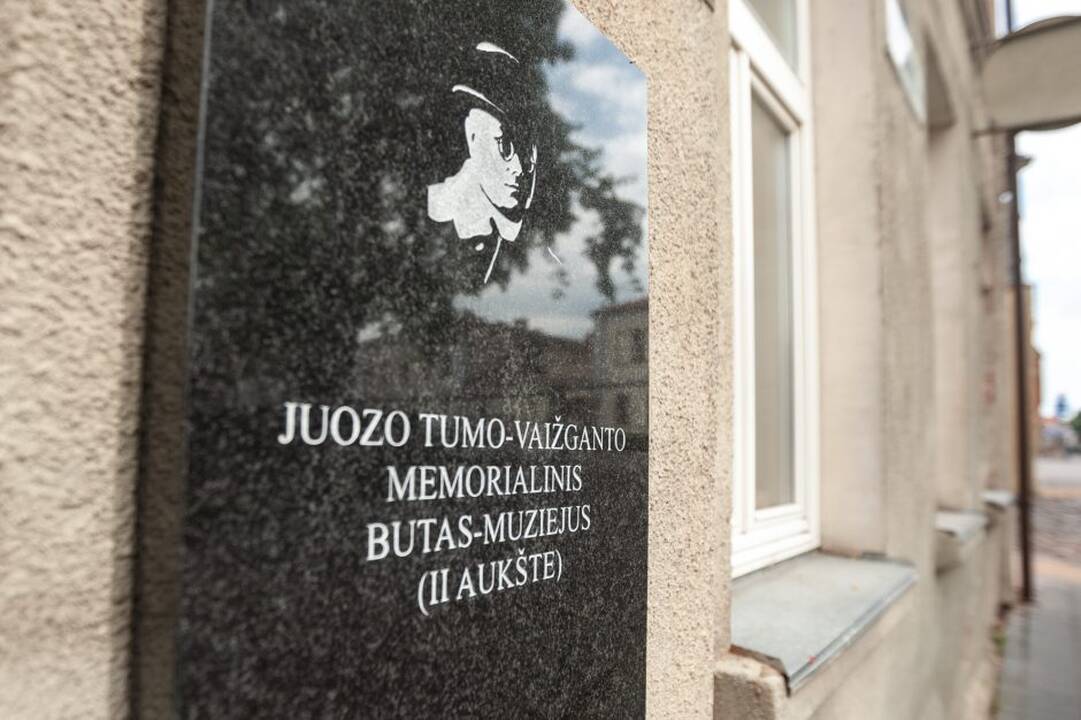 JUOZO TUMO-VAIŽGANTO
MEMORIALINIS
BUTAS-MUZIEJUS
(II AUKŠTE)